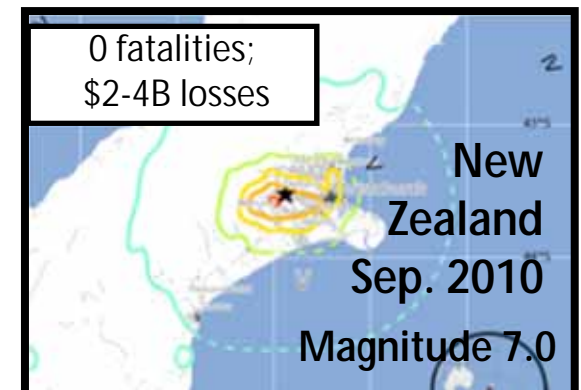 0 fatalities;
$2-4B losses
New
Zealand
Sep. 2010
Magnitude 7.0